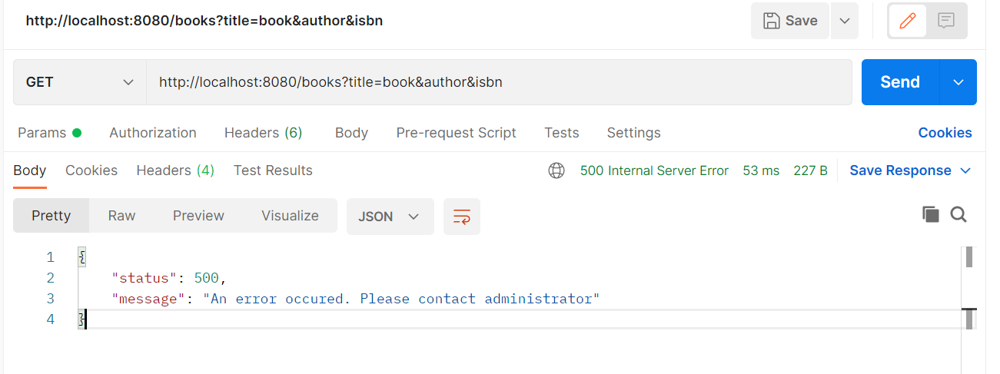 http://localhost:8080/books?title=book&author&isbn
Save
GET
http://localhost:8080/books?title=book&author&isbn
Send
Params
Authorization
Headers (6)
Body
Pre-request Script
Tests
Settings
Cookies
Body
Cookies
Headers (4)
Test Results
500 Internal Server Error
53 ms
227 B
Save Response
Pretty
Raw
Preview
Visualize
JSON
1 {
2 "status": 500,
3 "message": "An error occured. Please contact administrator"
4 }